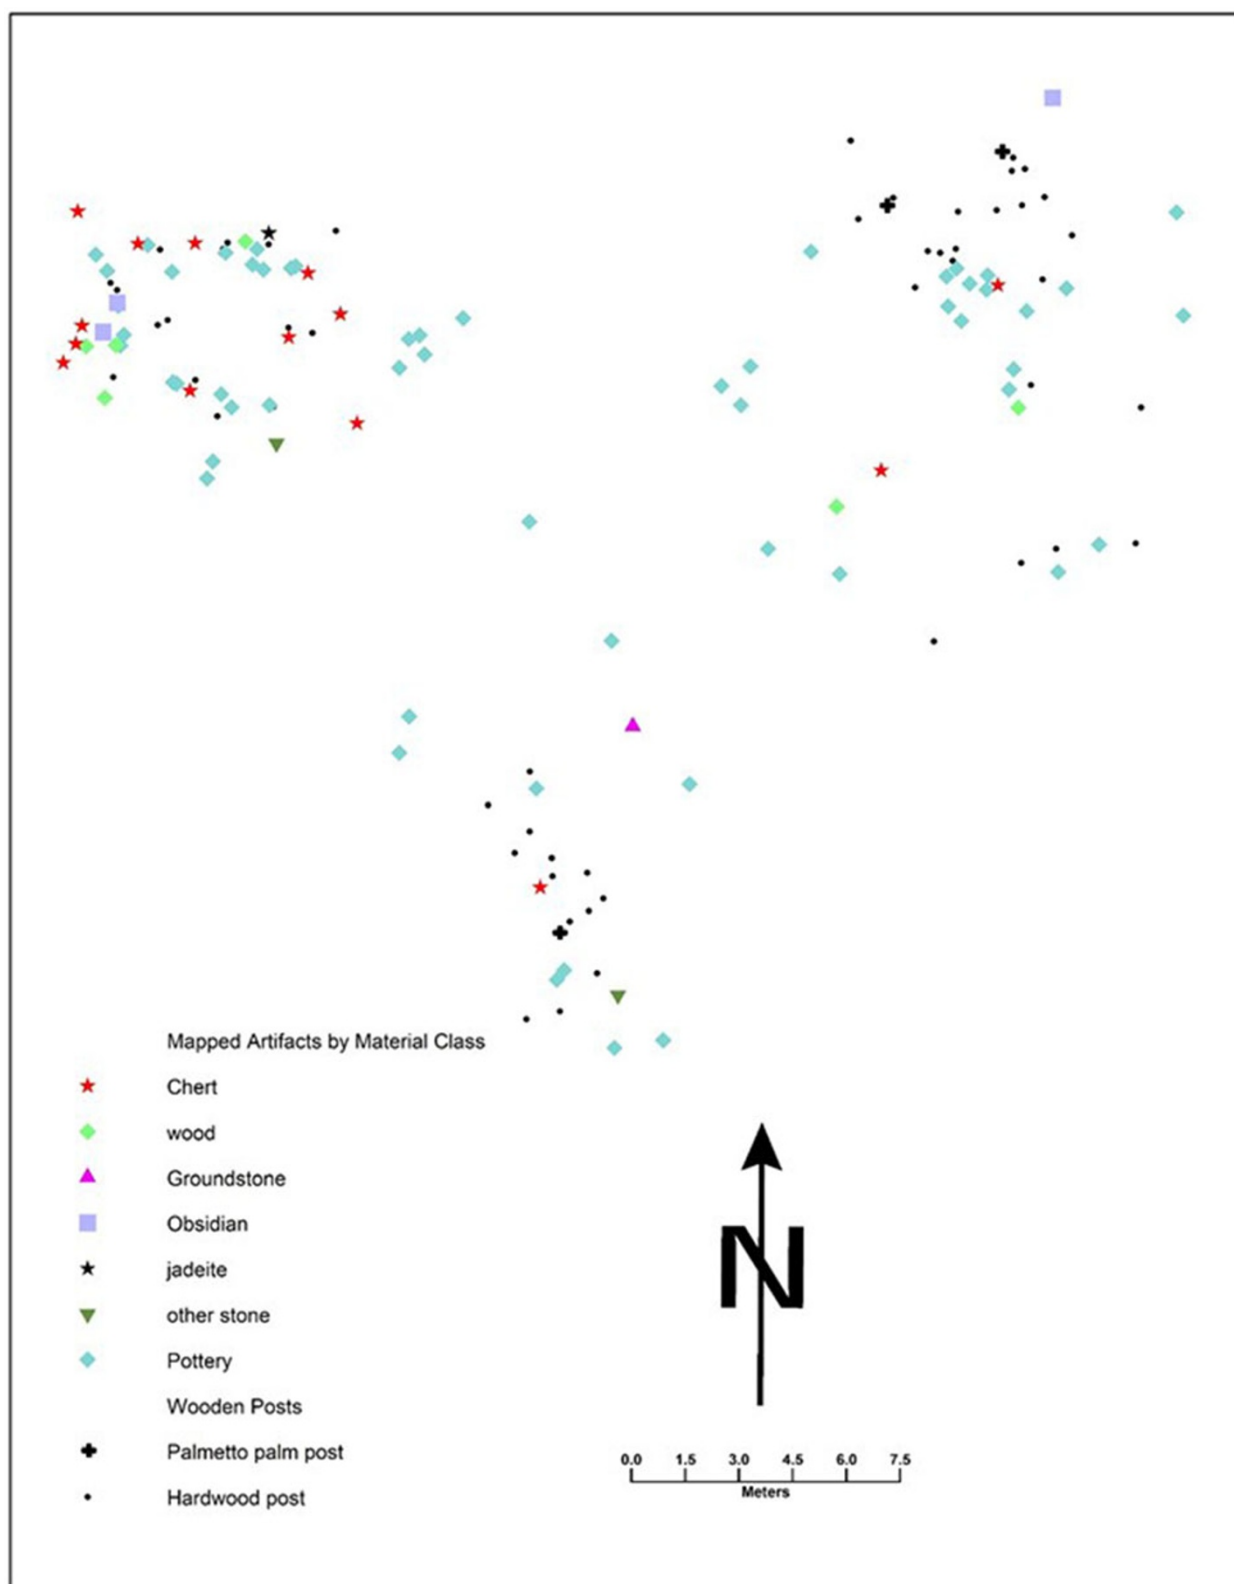 Mapped Artifacts by Material Class
Chert
wood
Groundstone
Obsidian
jadeite
other stone
Pottery
Wooden Posts
Palmetto palm post
Hardwood post
N
0.0 1.5 3.0 4.5 6.0 7.5
Meters